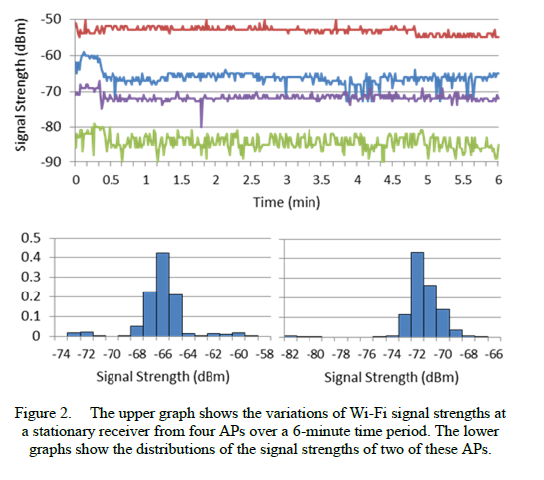 Signal Strength (dBm)
-50
-60
-70
-80
-90
0 0.5 1 1.5 2 2.5 3 3.5 4 4.5 5 5.5 6
Time (min)
0.5
0.4
0.3
0.2
0.1
0
-74 -72 -70 -68 -66 -64 -62 -60 -58
Signal Strength (dBm)
-82 -80 -78 -76 -74 -72 -70 -68 -66
Signal Strength (dBm)
Figure 2. The upper graph shows the variations of Wi-Fi signal strengths at
a stationary receiver from four APs over a 6-minute time period. The lower
graphs show the distributions of the signal strengths of two of these APs.